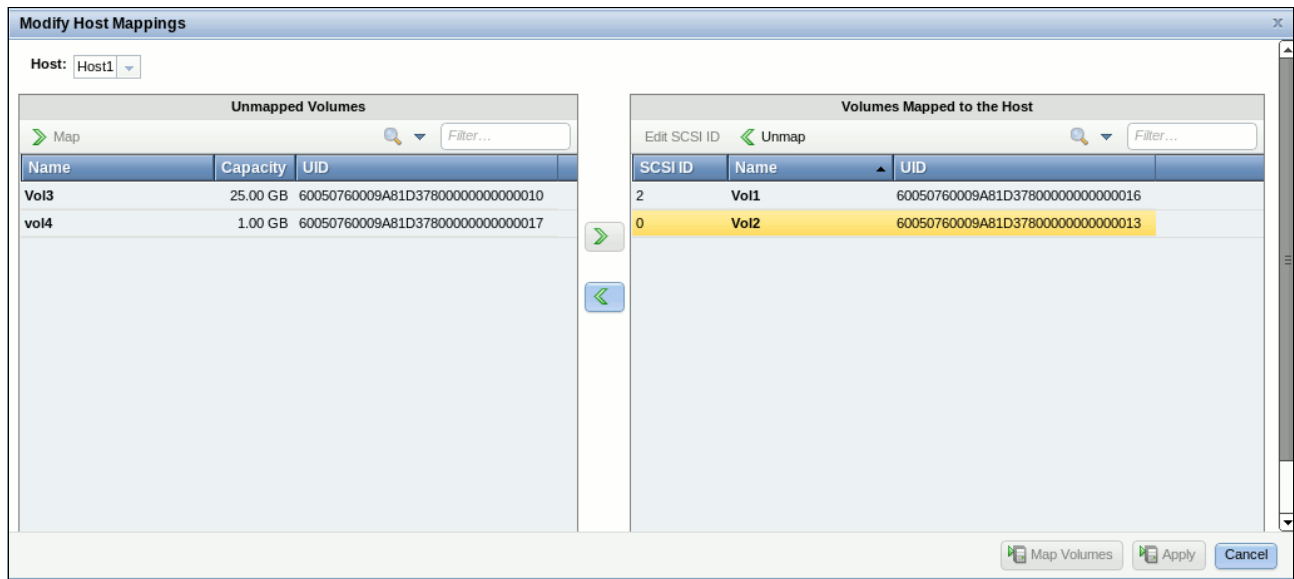 Modify Host Mappings x
Host: Host1
Unmapped Volumes
Map Filter...
Name Capacity UID
Vol3 25.00 GB 60050760009A81D37800000000000010
vol4 1.00 GB 60050760009A81D37800000000000017
Volumes Mapped to the Host
Edit SCSI ID Unmap Filter...
SCSI ID Name UID
2 Vol1 60050760009A81D37800000000000016
0 Vol2 60050760009A81D37800000000000013
Map Volumes Apply Cancel